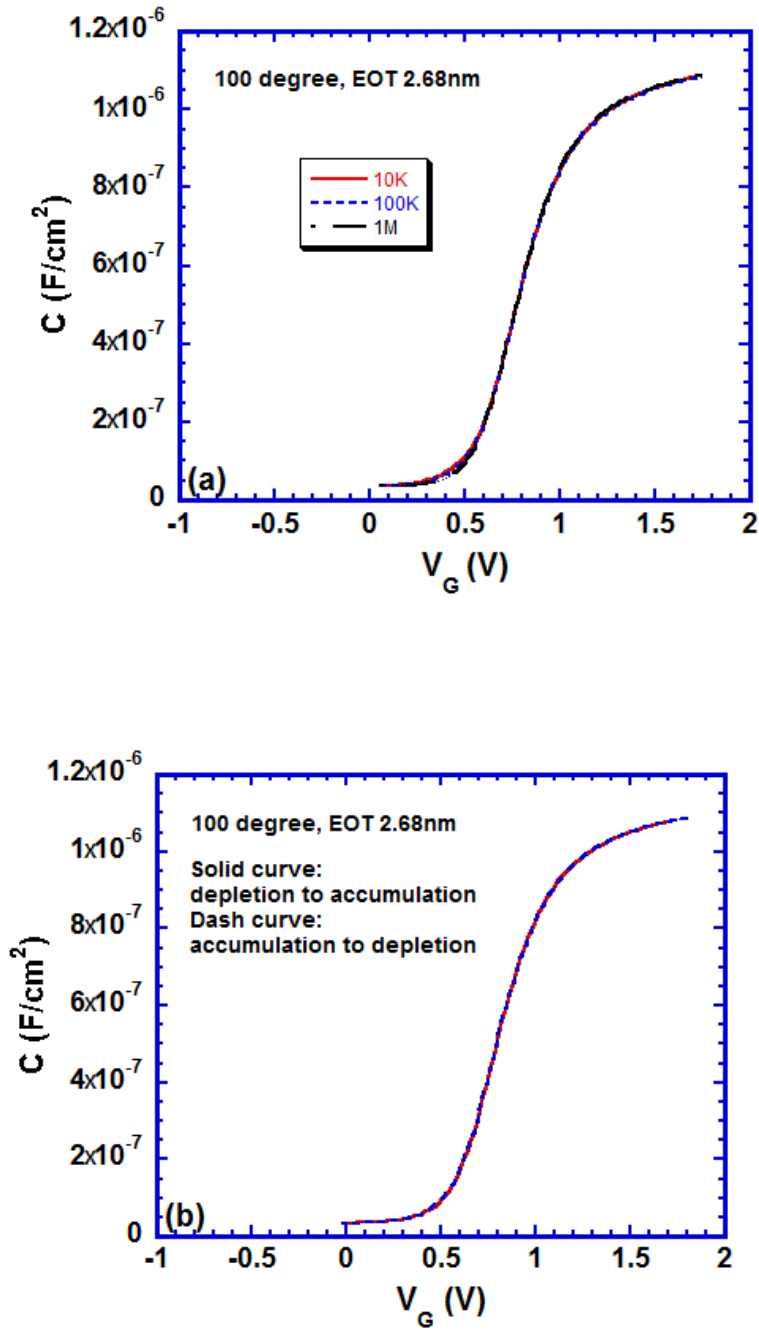 1.2x10-6
100 degree, EOT 2.68nm
1x10-6
10K
100K
1M
8x10-7
6x10-7
C (F/cm2)
4x10-7
2x10-7
(a)
0
-1 -0.5 0 0.5 1 1.5 2
VG (V)
1.2x10-6
100 degree, EOT 2.68nm
1x10-6
Solid curve:
depletion to accumulation
Dash curve:
accumulation to depletion
8x10-7
6x10-7
C (F/cm2)
4x10-7
2x10-7
(b)
0
-1 -0.5 0 0.5 1 1.5 2
VG (V)